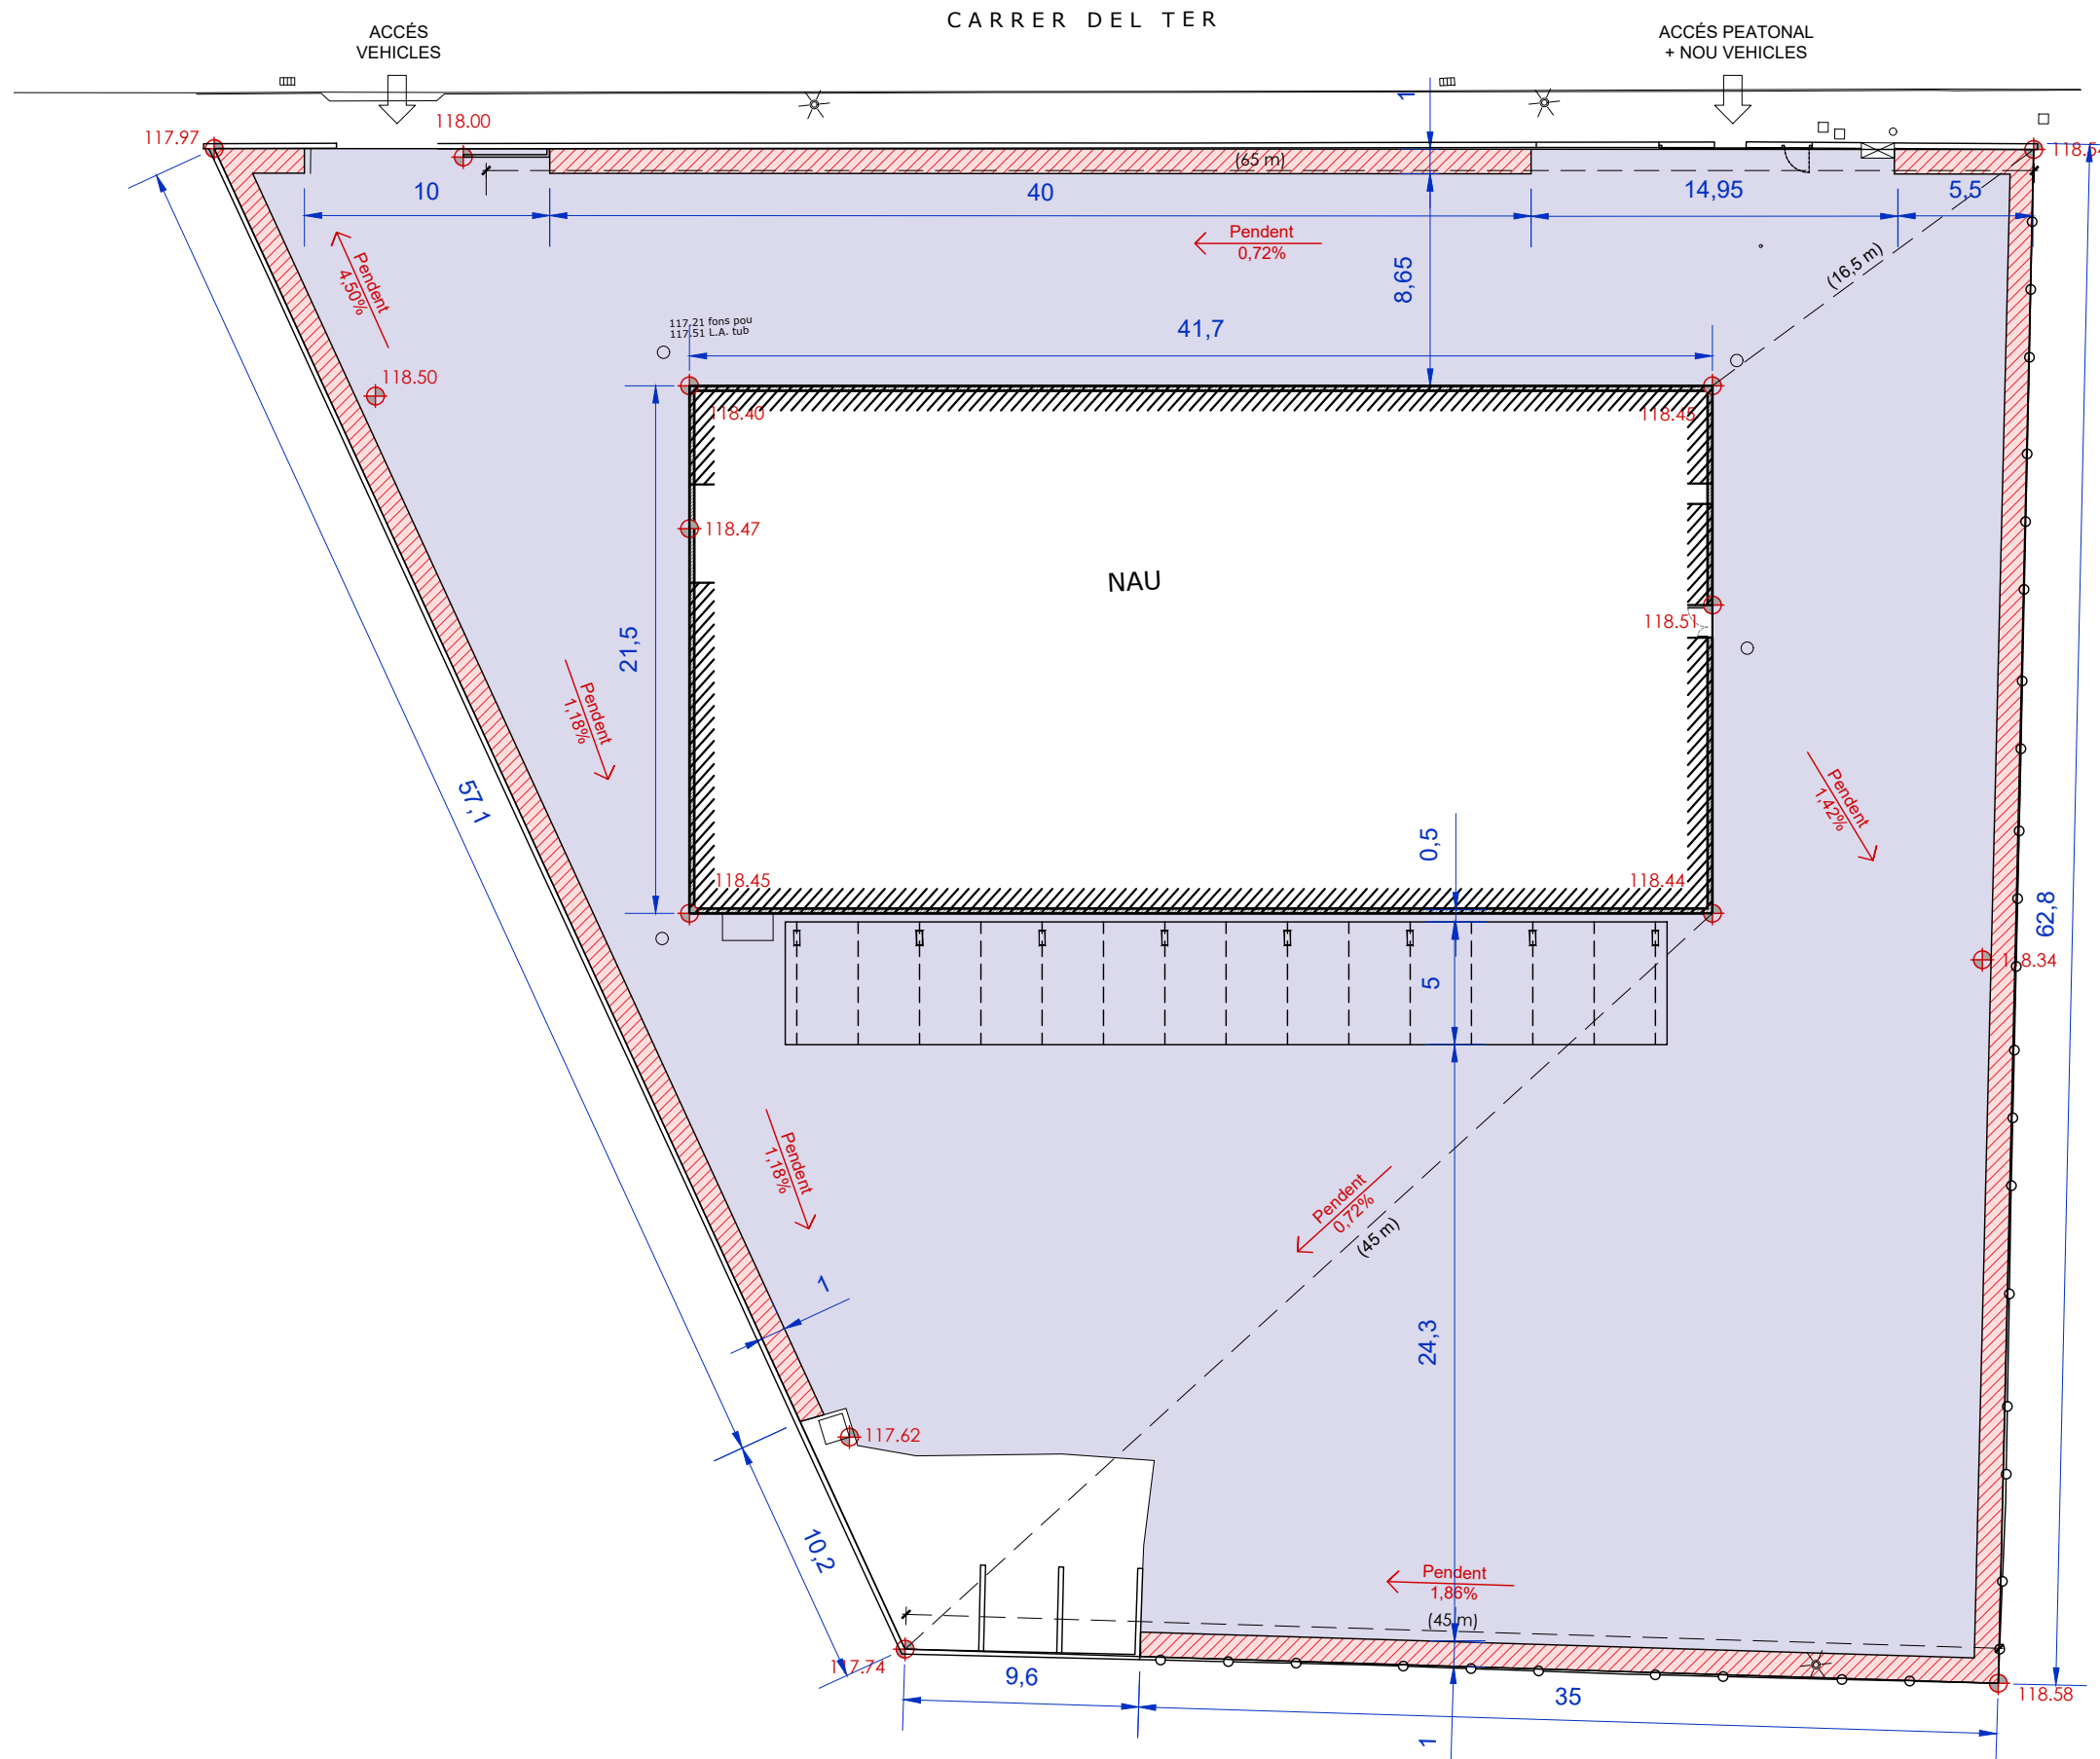 CARRER DEL TER
ACCÉS
VEHICLES
ACCÉS PEATONAL
+ NOU VEHICLES
1
118.00
117.97
(65 m)
10
40
14,95
5,5
Pendent
0,72%
Pendent
4,50%
8,65
(16,5 m)
117.21 fons pou
117.51 L.A. tub
41,7
118.50
118.40
118.45
118.47
NAU
118.51
21,5
Pendent
1,18%
57,1
Pendent
1,42%
0,5
118.45
118.44
62,8
118.34
5
Pendent
1,18%
Pendent
0,72%
(45 m)
1
24,3
117.62
10,2
Pendent
1,86%
(45 m)
117.74
9,6
35
118.58
1